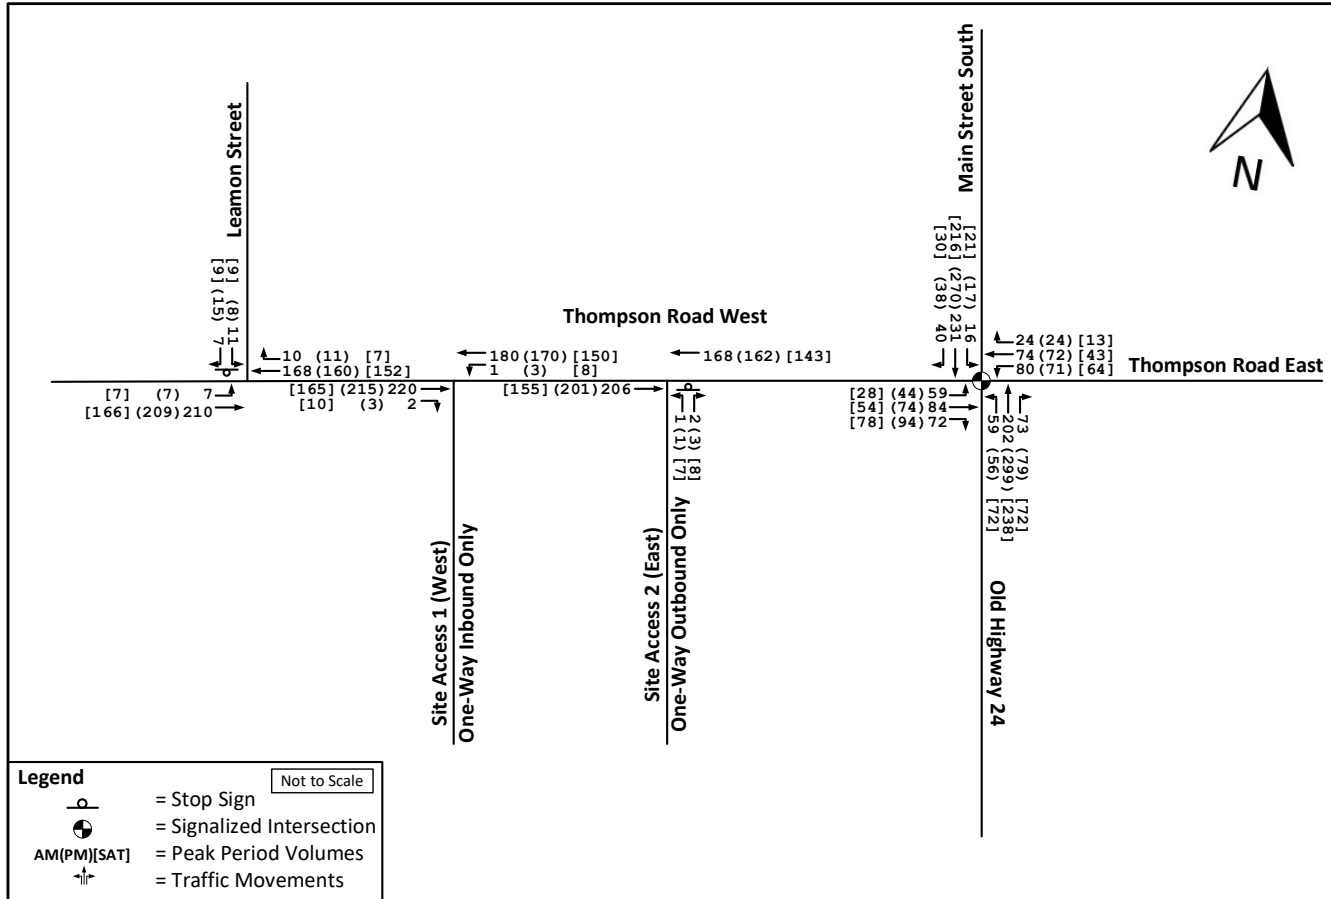 Main Street South
Leamon Street
N
[9] (8) 11
[9] (15) 7
[21] (17) 16
[216] (270) 231
[30] (38) 40
Thompson Road West
10 (11) [7]
168 (160) [152]
180 (170) [150]
1 (3) [8]
168 (162) [143]
24 (24) [13]
74 (72) [43]
80 (71) [64]
Thompson Road East
[7] (7) 7
[166] (209) 210
[165] (215) 220
[10] (3) 2
[155] (201) 206
[28] (44) 59
[54] (74) 84
[78] (94) 72
2 (3) [8]
1 (1) [7]
73 (79) [72]
202 (299) [238]
59 (56) [72]
Site Access 1 (West)
One-Way Inbound Only
Site Access 2 (East)
One-Way Outbound Only
Old Highway 24
Legend
Not to Scale
= Stop Sign
= Signalized Intersection
AM(PM)[SAT] = Peak Period Volumes
= Traffic Movements